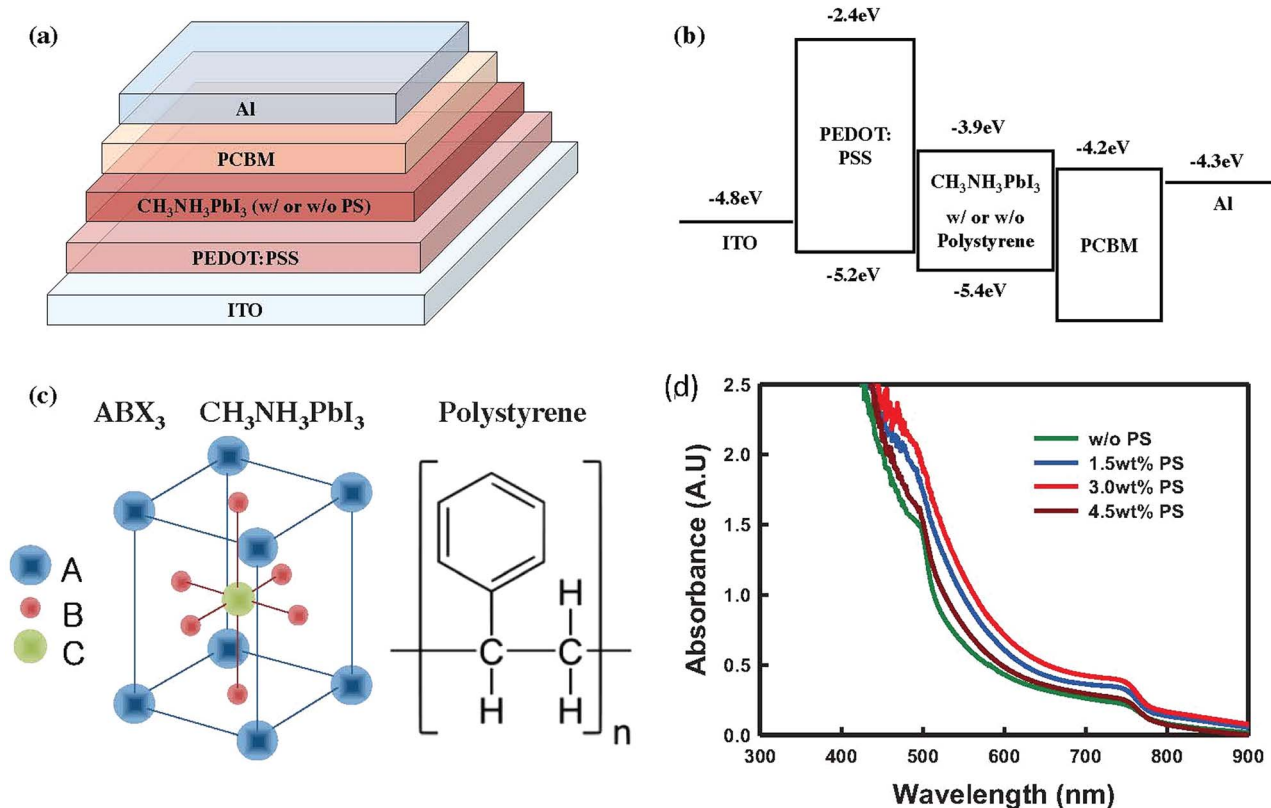 (a)
Al
PCBM
CH₃NH₃PbI₃ (w/ or w/o PS)
PEDOT:PSS
ITO
(b)
-2.4eV
PEDOT:
PSS
-3.9eV
-4.2eV
-4.3eV
Al
-4.8eV
ITO
CH₃NH₃PbI₃
w/ or w/o
Polystyrene
PCBM
-5.2eV
-5.4eV
(c)
ABX₃
CH₃NH₃PbI₃
Polystyrene
A
B
C
H
C
C
H
H
n
(d)
Absorbance (A.U)
2.5
2.0
1.5
1.0
0.5
0.0
w/o PS
1.5wt% PS
3.0wt% PS
4.5wt% PS
300 400 500 600 700 800 900
Wavelength (nm)